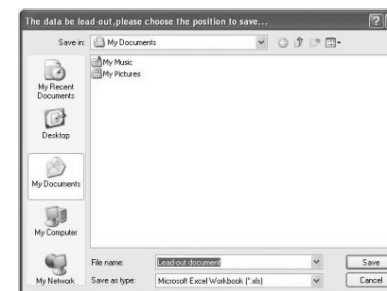 The data be lead out,please choose the position to save... ?
Save in: My Documents
My Recent
Documents
Desktop
My Documents
My Computer
My Network
My Music
My Pictures
File name: Lead-out document Save
Save as type: Microsoft Excel Workbook (*.xls) Cancel